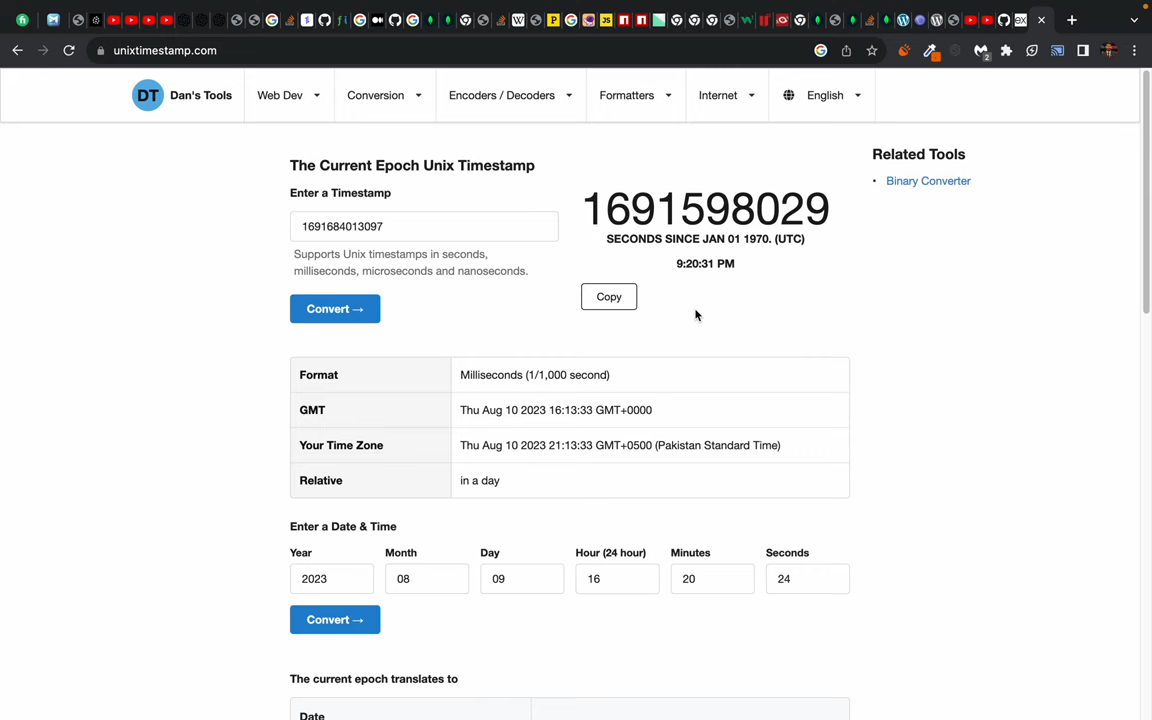 unixtimestamp.com
2
DT Dan's Tools Web Dev Conversion Encoders / Decoders Formatters Internet English
The Current Epoch Unix Timestamp
Enter a Timestamp
1691684013097
Supports Unix timestamps in seconds,
milliseconds, microseconds and nanoseconds.
Convert →
1691598029
SECONDS SINCE JAN 01 1970. (UTC)
9:20:31 PM
Copy
Related Tools
• Binary Converter
Format Milliseconds (1/1,000 second)
GMT Thu Aug 10 2023 16:13:33 GMT+0000
Your Time Zone Thu Aug 10 2023 21:13:33 GMT+0500 (Pakistan Standard Time)
Relative in a day
Enter a Date & Time
Year Month Day Hour (24 hour) Minutes Seconds
2023 08 09 16 20 24
Convert →
The current epoch translates to
Date